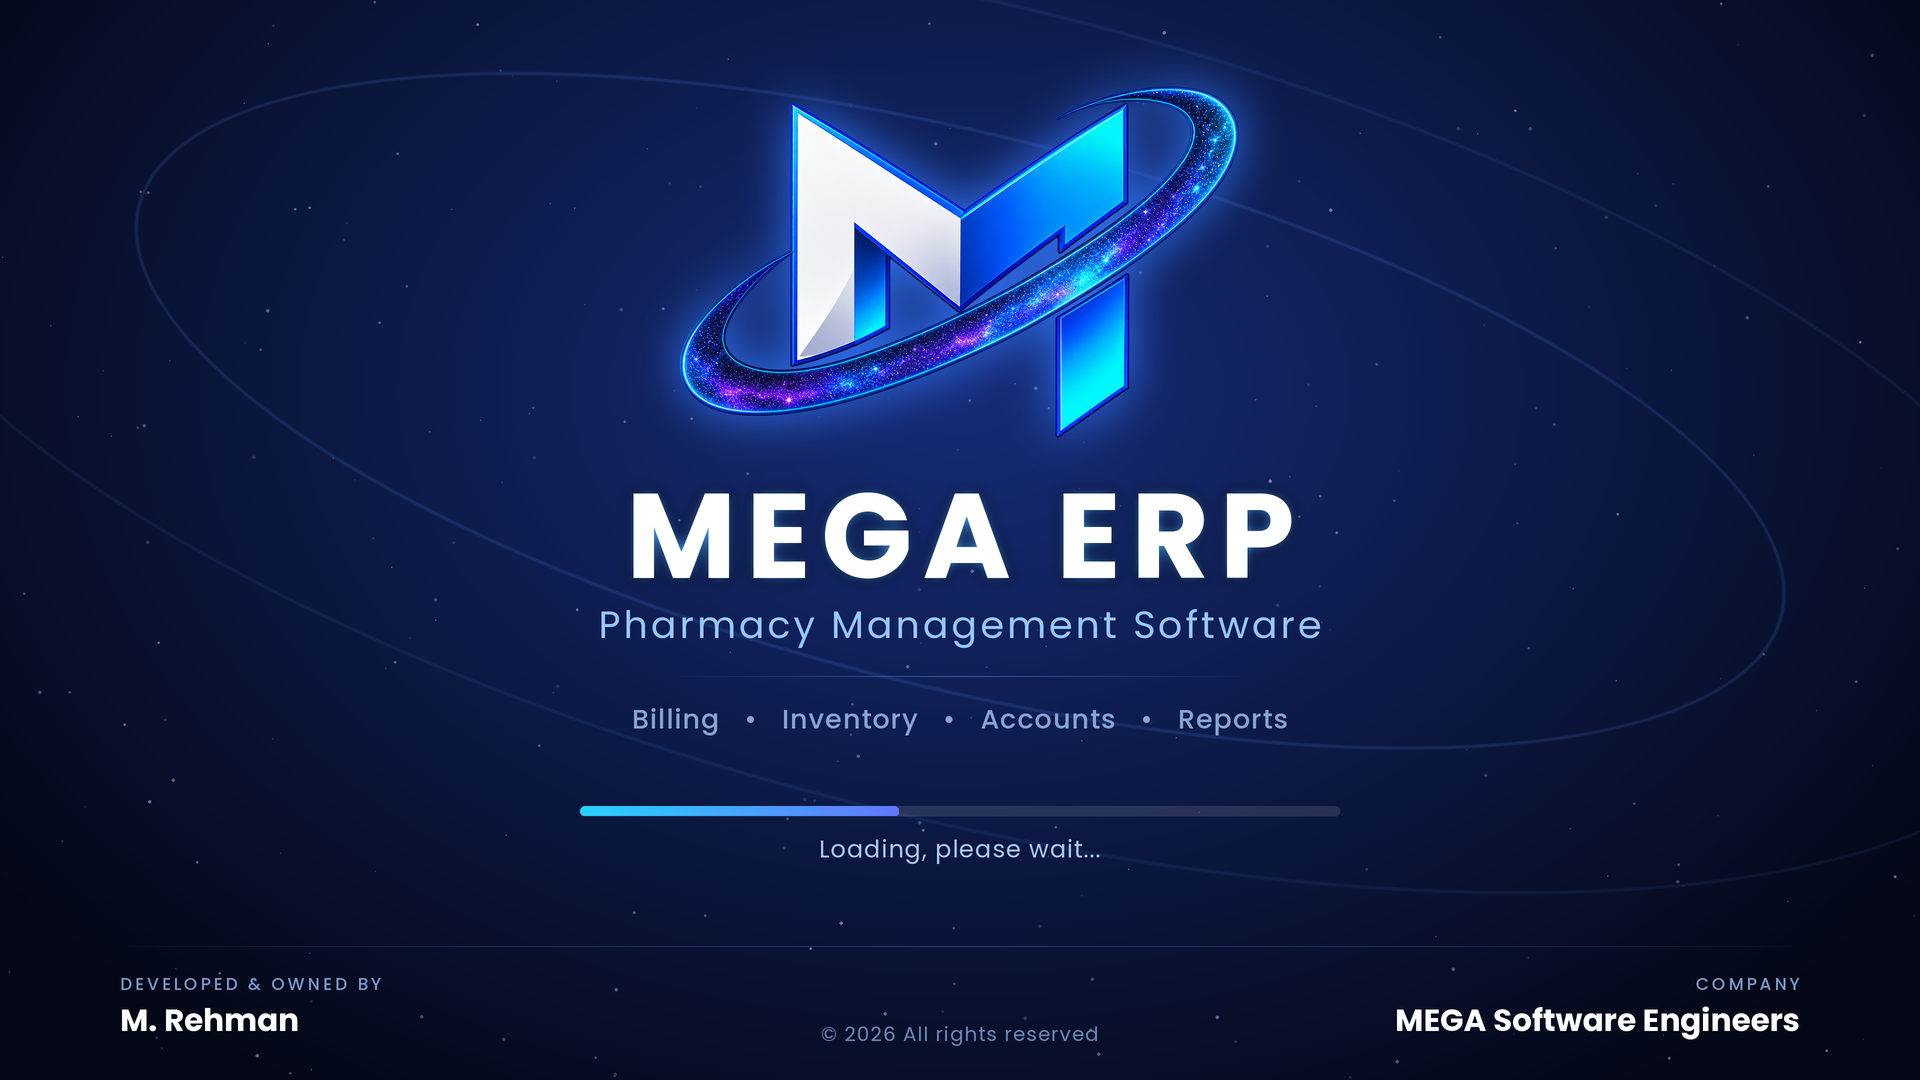 MEGA ERP
Pharmacy Management Software
Billing • Inventory • Accounts • Reports
Loading, please wait...
DEVELOPED & OWNED BY
M. Rehman
© 2026 All rights reserved
COMPANY
MEGA Software Engineers